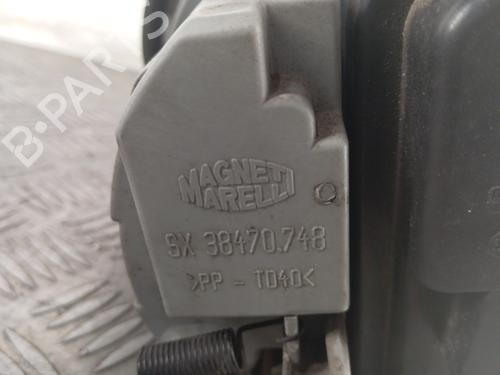 B-PARTS
MAGNETI
MARELLI
SX 38470.748
>PP - TD40<